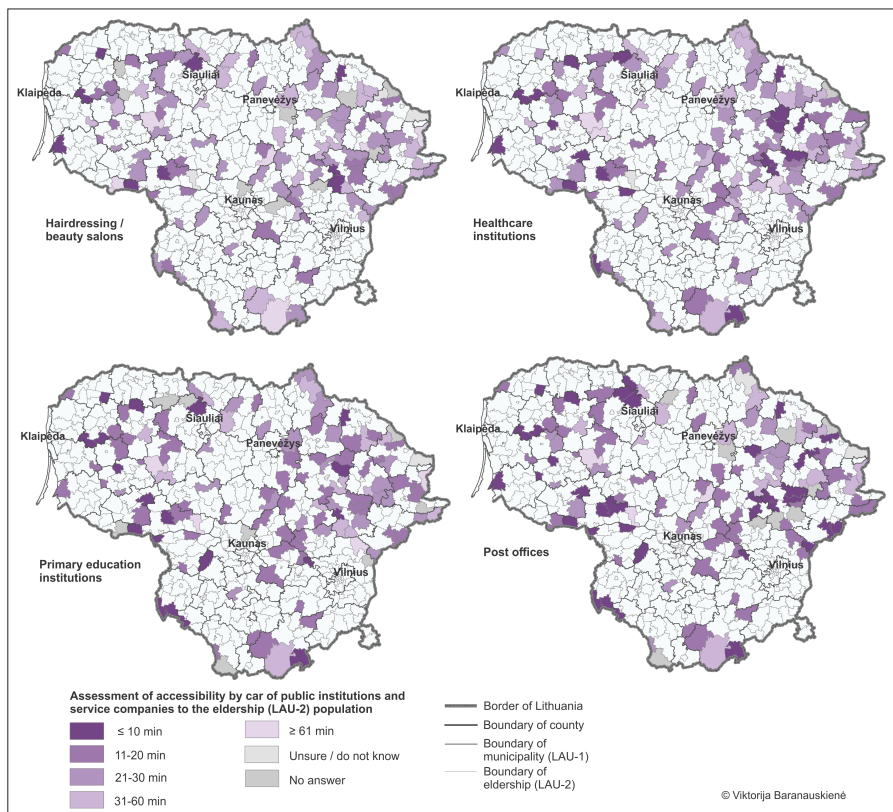 Šiauliai
Klaipėda
Panevėžys
Kaunas
Hairdressing /
beauty salons
Vilnius
Šiauliai
Klaipėda
Panevėžys
Kaunas
Healthcare
institutions
Vilnius
Šiauliai
Klaipėda
Panevėžys
Kaunas
Primary education
institutions
Vilnius
Šiauliai
Klaipėda
Panevėžys
Kaunas
Post offices
Vilnius
Assessment of accessibility by car of public institutions and
service companies to the eldership (LAU-2) population
≤ 10 min
11-20 min
21-30 min
31-60 min
≥ 61 min
Unsure / do not know
No answer
Border of Lithuania
Boundary of county
Boundary of
municipality (LAU-1)
Boundary of
eldership (LAU-2)
© Viktorija Baranauskienė